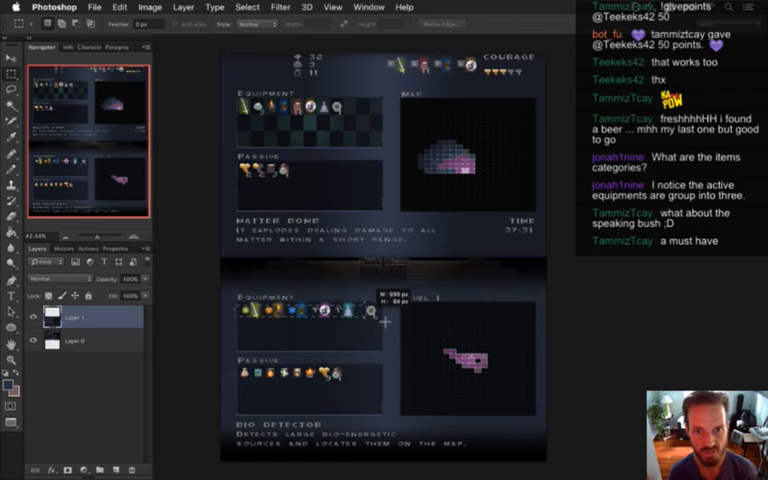 Photoshop File Edit Image Layer Type Select Filter 3D View Window Help
Feather: 0 px
Style: Normal
Width:
Height:
Refine Edge...
Navigator Info Charact Paragrap
42.44%
Layers History Actions Properti
Kind
Normal Opacity: 100%
Lock: Fill: 100%
Layer 1
Layer 0
32
3
11
COURAGE
EQUIPMENT
MAP
PASSIVE
MATTER BOMB
TIME
IT EXPLODES DEALING DAMAGE TO ALL
37:31
MATTER WITHIN A SHORT RANGE.
EQUIPMENT
W: 990 px
H: 84 px
PASSIVE
BIO DETECTOR
DETECTS LARGE BIO-ENERGETIC
SOURCES AND LOCATES THEM ON THE MAP.
TammizTcay: !givepoints
@Teekeks42 50
bot_fu tammiztcay gave
@Teekeks42 50 points.
Teekeks42 that works too
Teekeks42 thx
TammizTcay: KA POW
TammizTcay: freshhhhHH i found
a beer ... mhh my last one but good
to go
jonah1nine: What are the items
categories?
jonah1nine: I notice the active
equipments are group into three.
TammizTcay: what about the
speaking bush ;D
TammizTcay: a must have